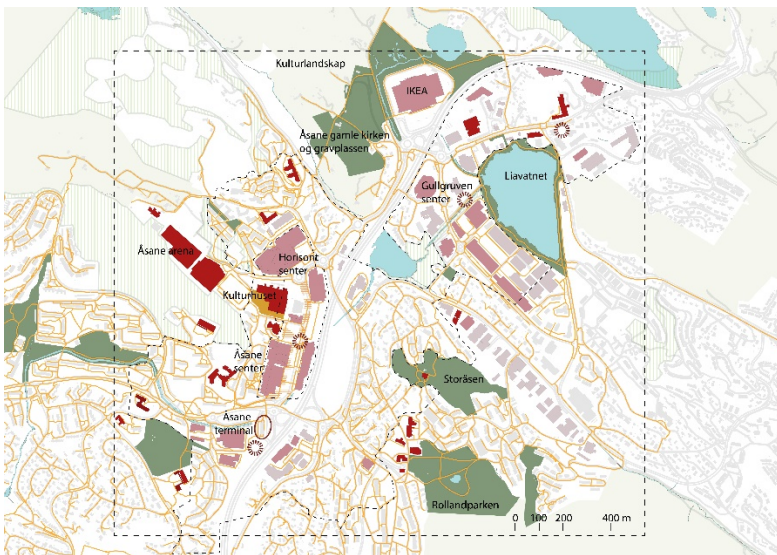 Kulturlandskap
IKEA
Åsane gamle kirken
og gravplassen
Liavatnet
Gullgruven
senter
Åsane arena
Horisont
senter
Kulturhuset
Åsane
senter
Storåsen
Åsane
terminal
Rollandparken
0 100 200 400 m